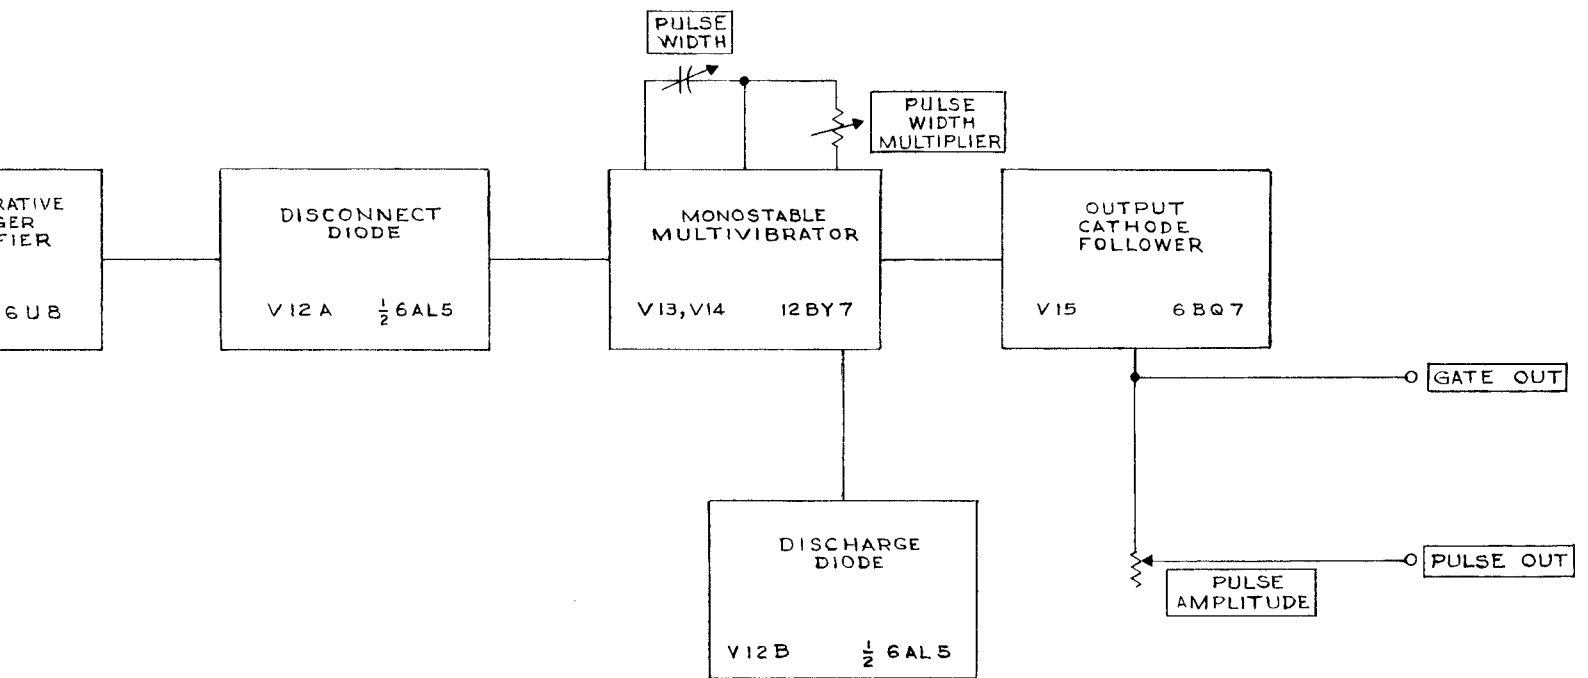 PULSE
WIDTH
PULSE
WIDTH
MULTIPLIER
6U8
DISCONNECT
DIODE
V12A ½ 6AL5
MONOSTABLE
MULTIVIBRATOR
V13, V14 12BY7
OUTPUT
CATHODE
FOLLOWER
V15 6BQ7
GATE OUT
DISCHARGE
DIODE
V12B ½ 6AL5
PULSE OUT
PULSE
AMPLITUDE